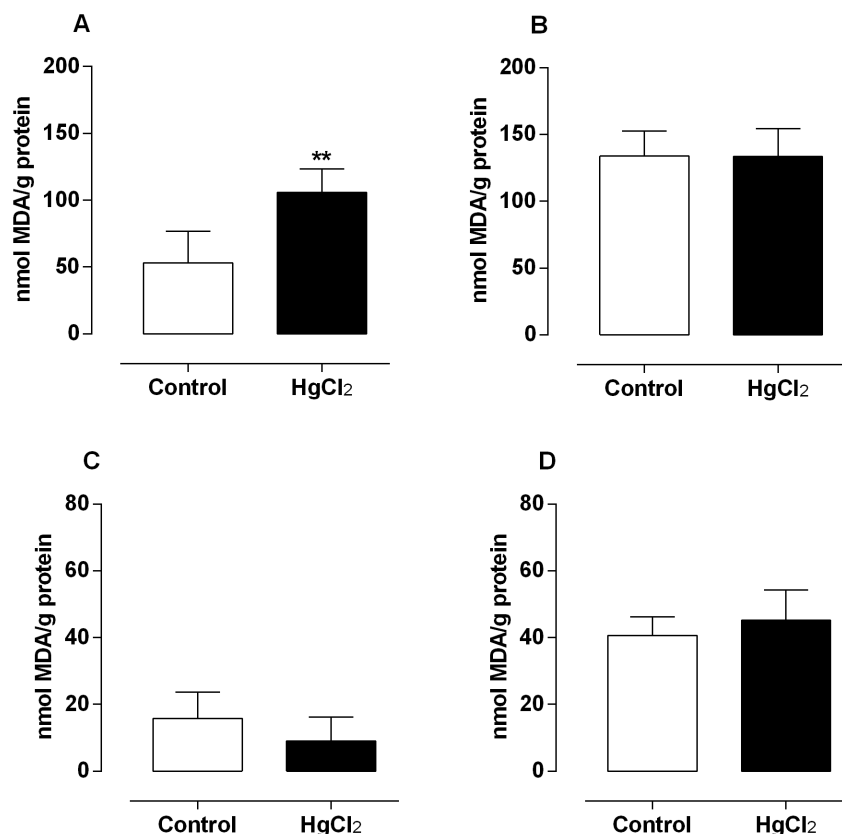 A
nmol MDA/g protein
200
150
100
50
0
**
Control HgCl2
B
nmol MDA/g protein
200
150
100
50
0
Control HgCl2
C
nmol MDA/g protein
80
60
40
20
0
Control HgCl2
D
nmol MDA/g protein
80
60
40
20
0
Control HgCl2